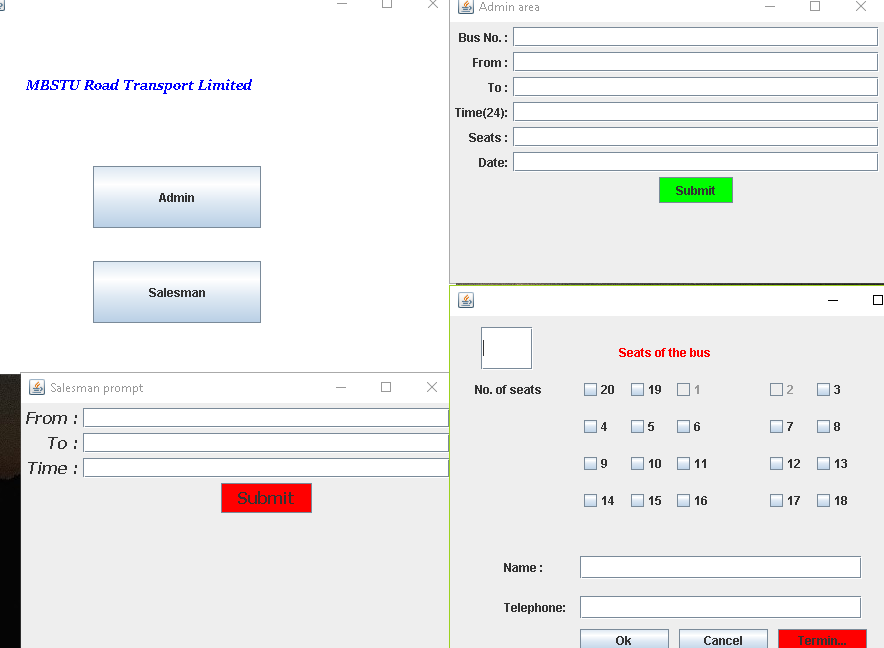 MBSTU Road Transport Limited
Admin
Salesman
Admin area
Bus No. :
From :
To :
Time(24):
Seats :
Date:
Submit
Salesman prompt
From :
To :
Time :
Submit
Seats of the bus
No. of seats
20 19 1 2 3
4 5 6 7 8
9 10 11 12 13
14 15 16 17 18
Name :
Telephone:
Ok Cancel Termin...